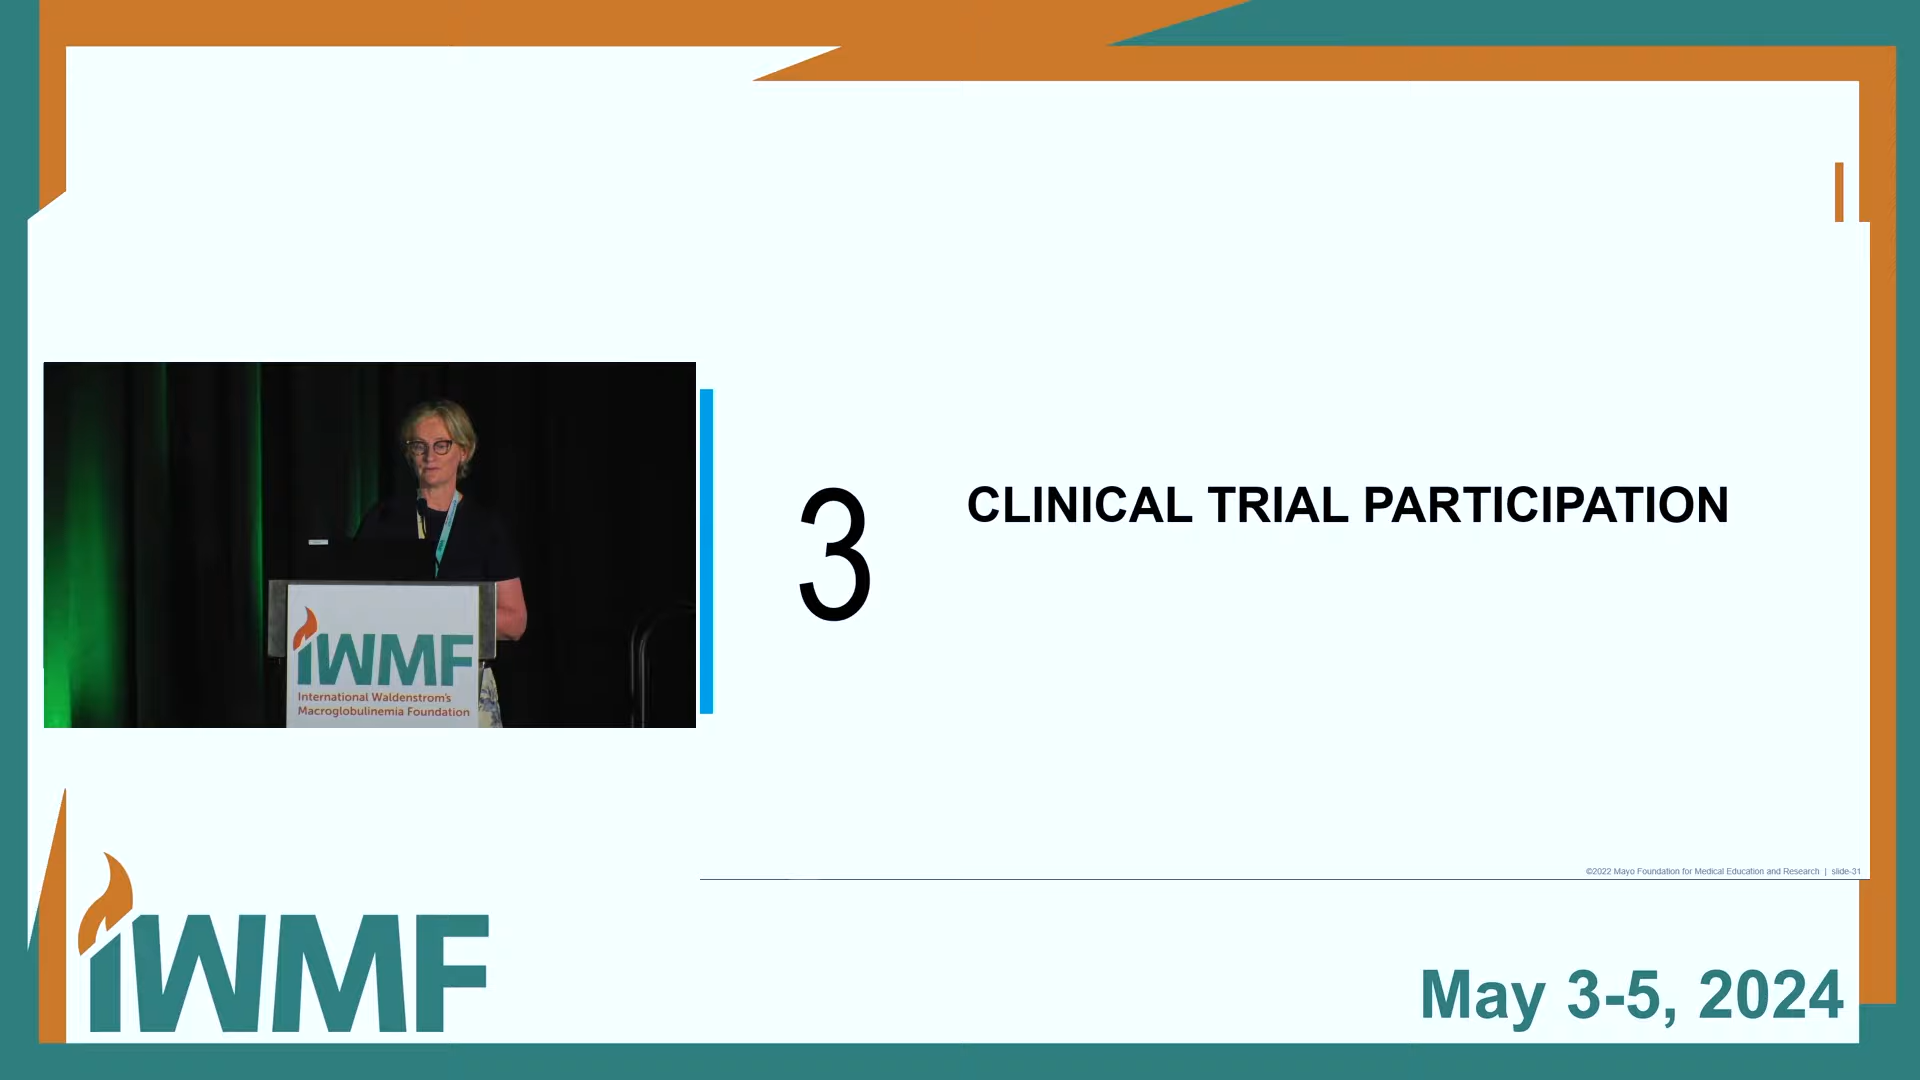 3
CLINICAL TRIAL PARTICIPATION
iWMF
International Waldenstrom's
Macroglobulinemia Foundation
©2022 Mayo Foundation for Medical Education and Research | slide-31
iWMF
May 3-5, 2024